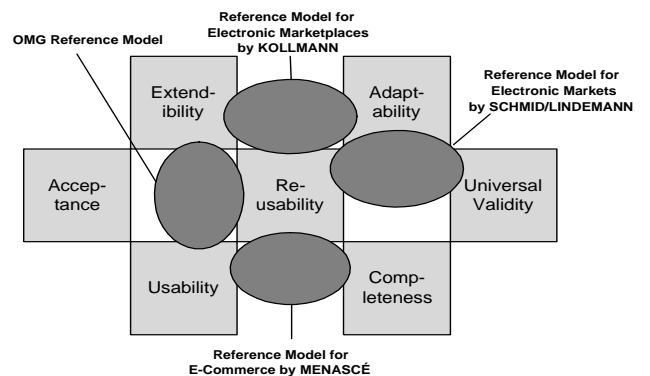 Reference Model for
Electronic Marketplaces
by KOLLMANN
OMG Reference Model
Reference Model for
Electronic Markets
by SCHMID/LINDEMANN
Extend-
ibility
Adapt-
ability
Accep-
tance
Re-
usability
Universal
Validity
Usability
Comp-
leteness
Reference Model for
E-Commerce by MENASCÉ